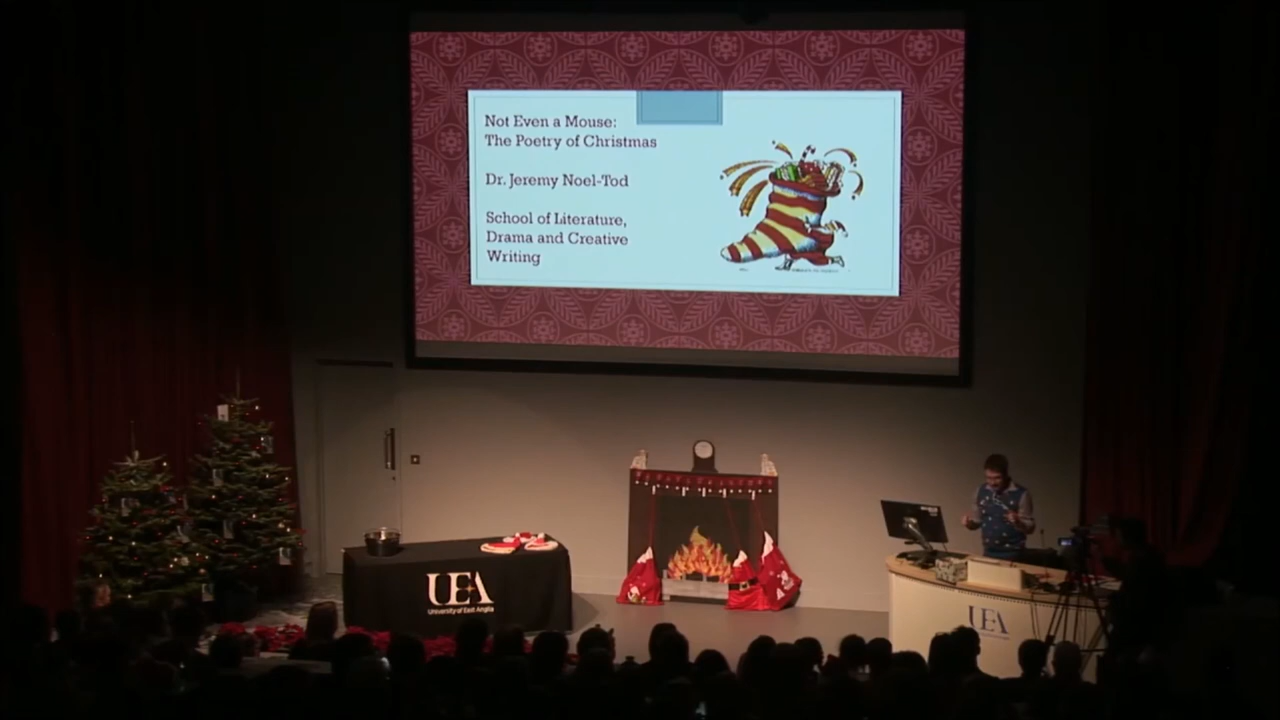 Not Even a Mouse:
The Poetry of Christmas
Dr. Jeremy Noel-Tod
School of Literature,
Drama and Creative
Writing
UEA
University of East Anglia
UEA